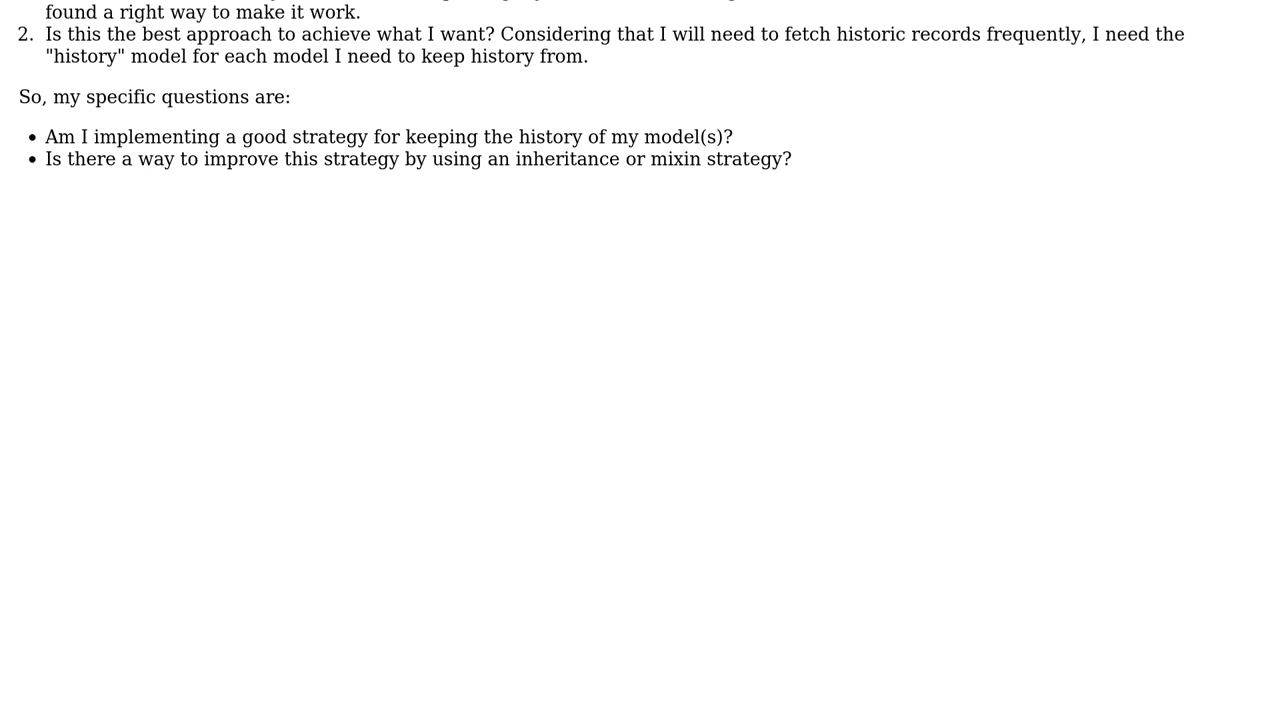 found a right way to make it work.
2. Is this the best approach to achieve what I want? Considering that I will need to fetch historic records frequently, I need the
"history" model for each model I need to keep history from.
So, my specific questions are:
• Am I implementing a good strategy for keeping the history of my model(s)?
• Is there a way to improve this strategy by using an inheritance or mixin strategy?